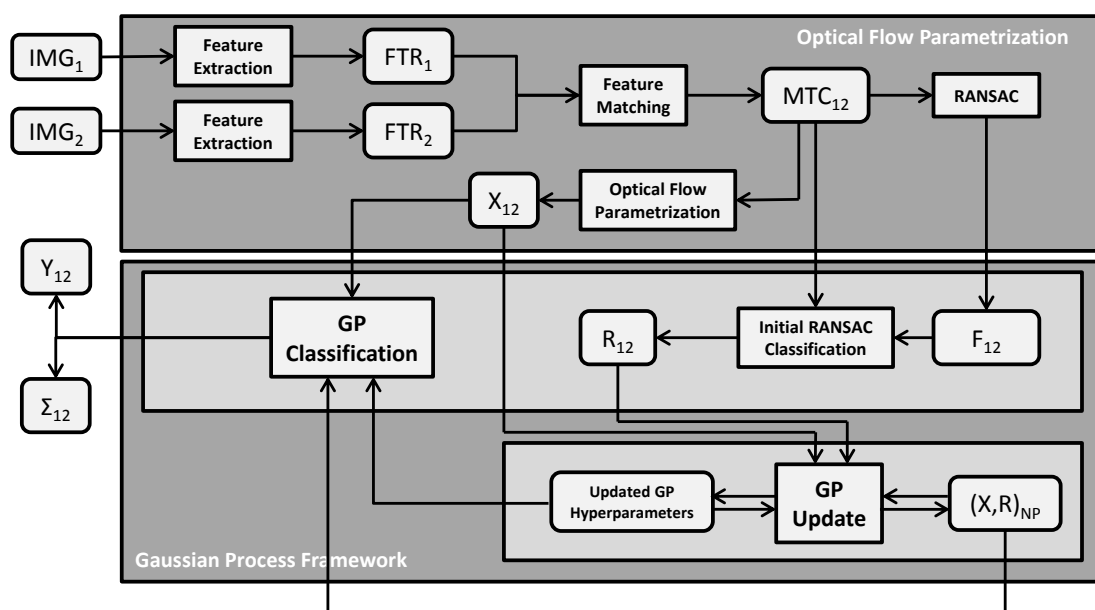 Optical Flow Parametrization
IMG₁
Feature
Extraction
FTR₁
Feature
Matching
MTC₁₂
RANSAC
IMG₂
Feature
Extraction
FTR₂
X₁₂
Optical Flow
Parametrization
Y₁₂
Σ₁₂
GP
Classification
R₁₂
Initial RANSAC
Classification
F₁₂
Updated GP
Hyperparameters
GP
Update
(X,R)NP
Gaussian Process Framework